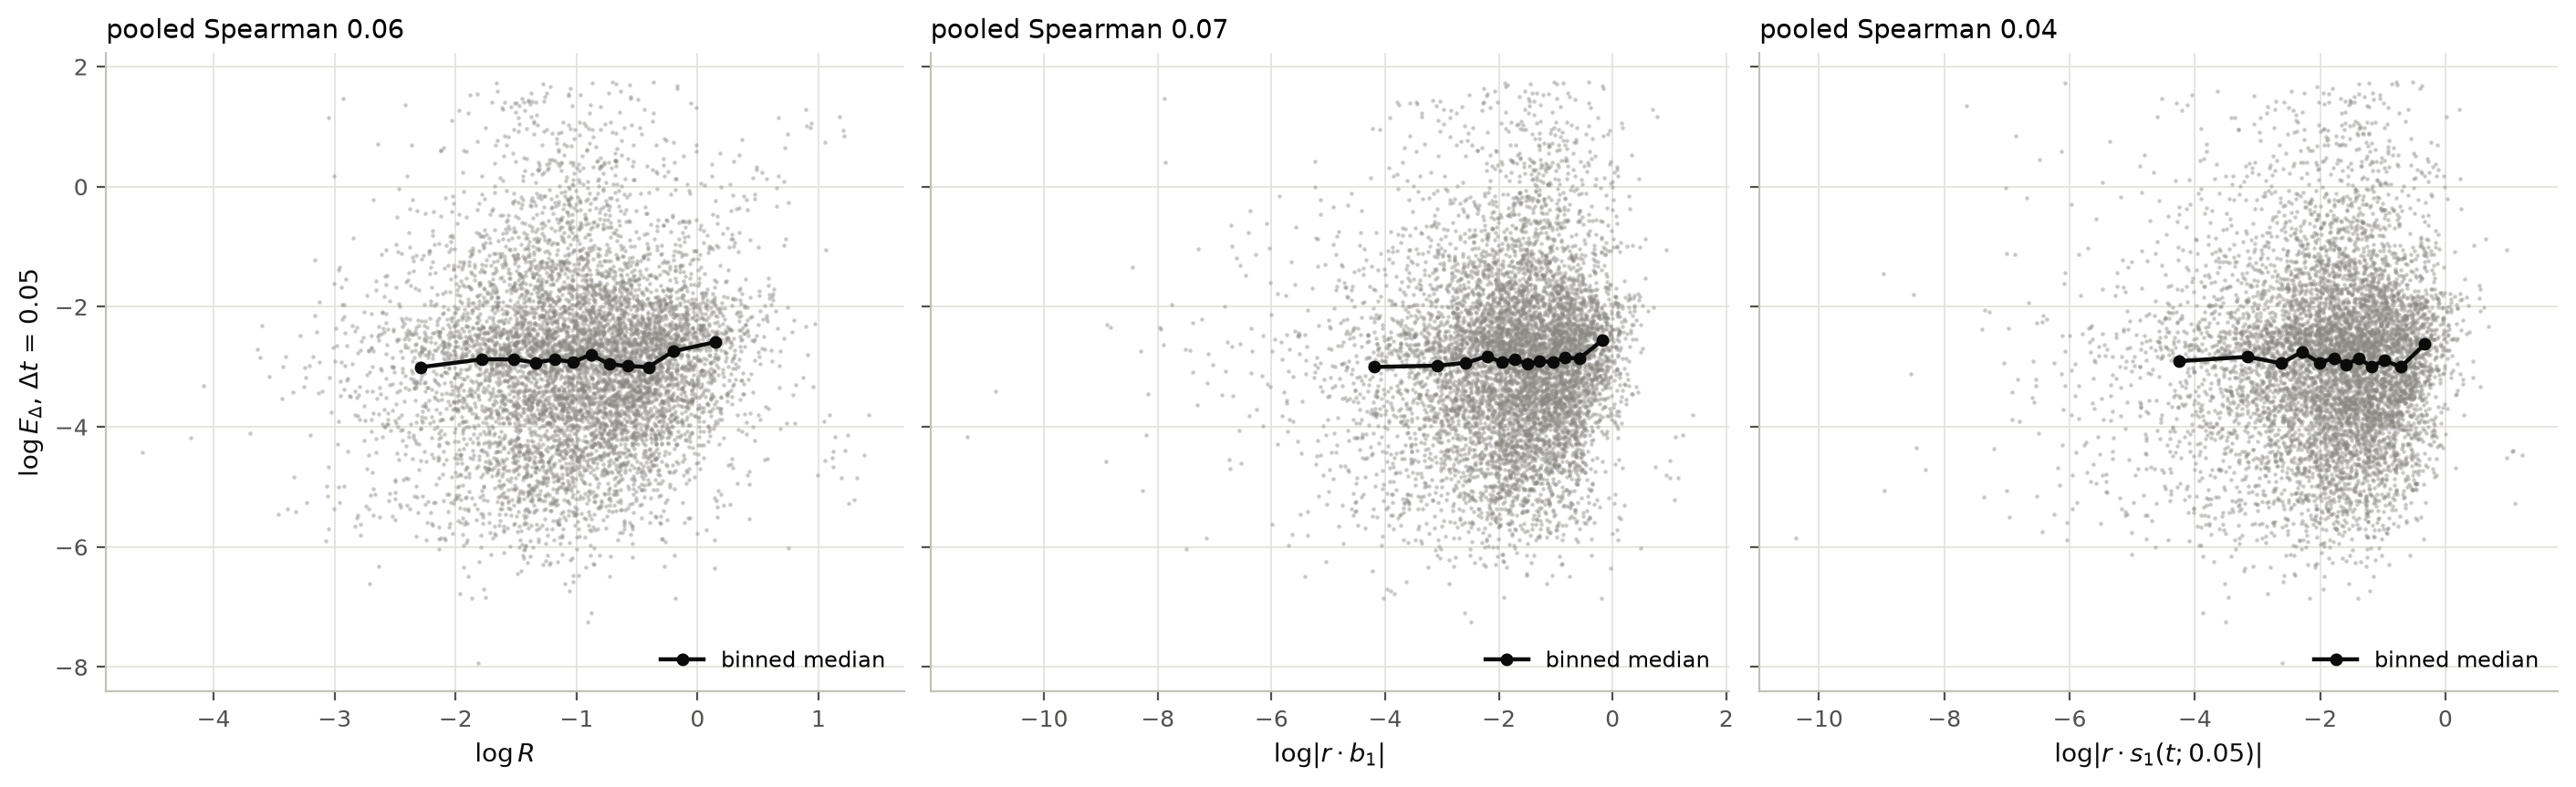 pooled Spearman 0.06
pooled Spearman 0.07
pooled Spearman 0.04
log E_Δ, Δt = 0.05
2
0
−2
−4
−6
−8
binned median
binned median
binned median
−4 −3 −2 −1 0 1
−10 −8 −6 −4 −2 0 2
−10 −8 −6 −4 −2 0
log R
log|r · b₁|
log|r · s₁(t; 0.05)|